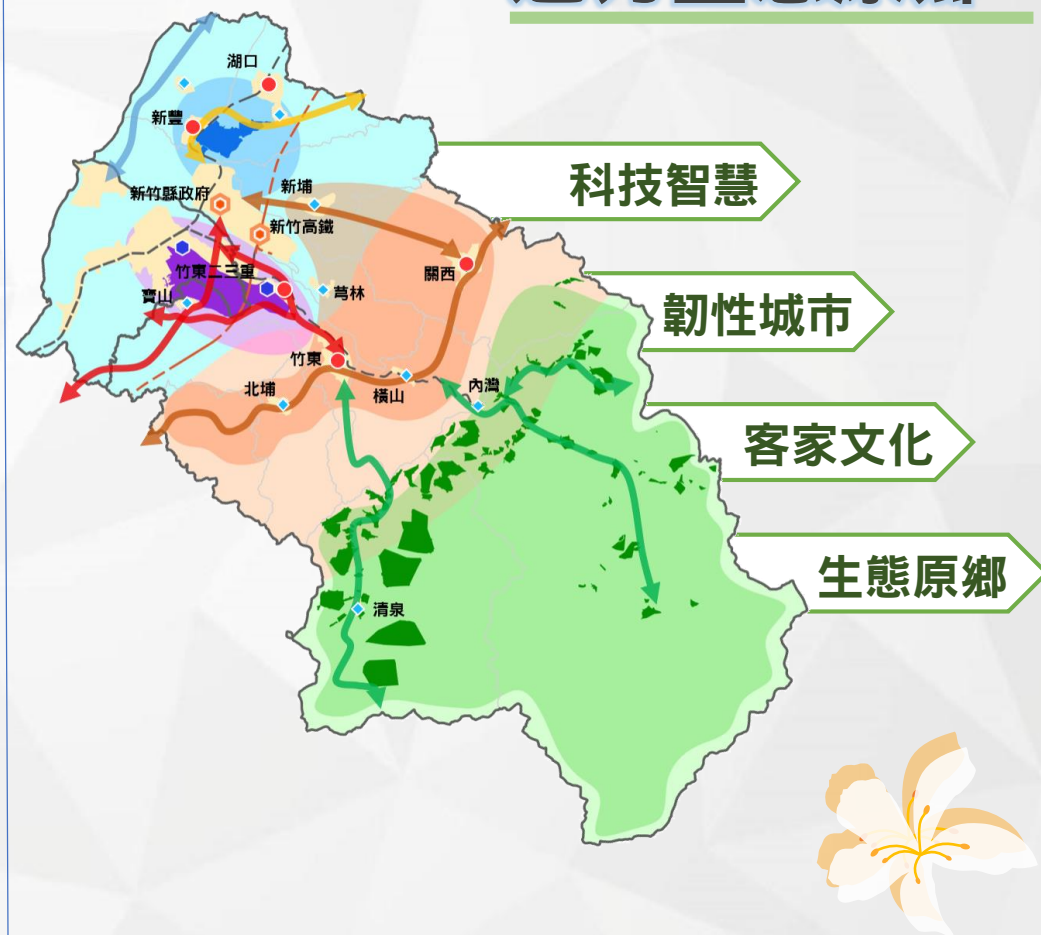 湖口
新豐
新竹縣政府
新埔
新竹高鐵
關西
竹東二三重
寶山
芎林
竹東
橫山
北埔
內灣
清泉
科技智慧
韌性城市
客家文化
生態原鄉